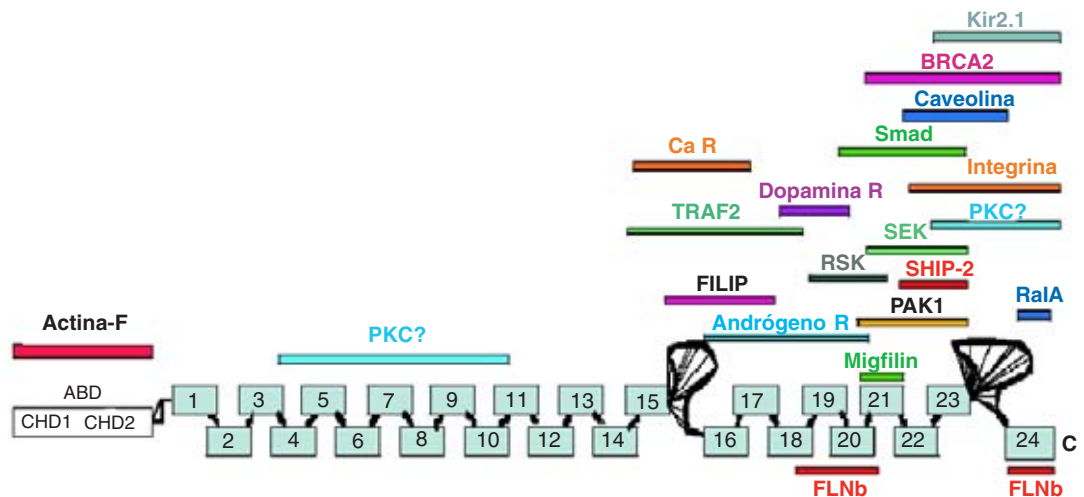 Kir2.1
BRCA2
Caveolina
Smad
Ca R
Integrina
Dopamina R
TRAF2
PKC?
SEK
RSK
SHIP-2
FILIP
RalA
PAK1
Actina-F
PKC?
Andrógeno R
Migfilin
ABD
1 3 5 7 9 11 13 15 17 19 21 23
CHD1 CHD2
2 4 6 8 10 12 14 16 18 20 22 24 C
FLNb FLNb